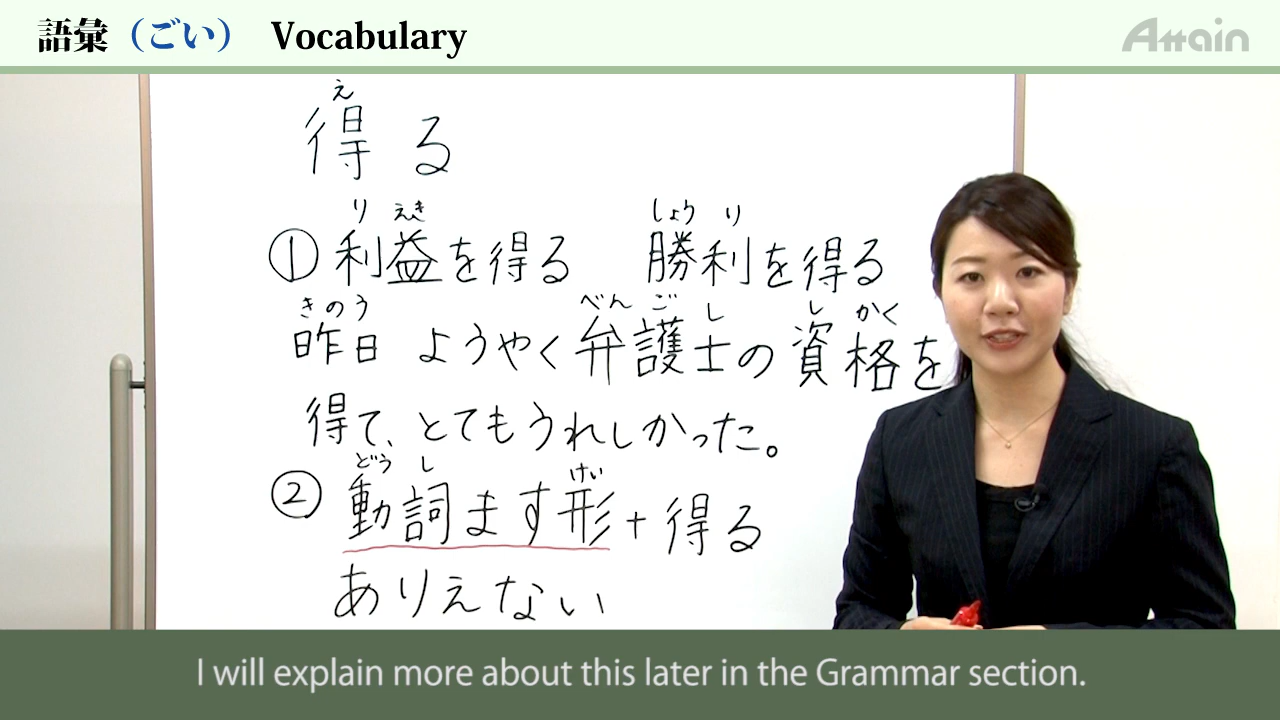 語彙（ごい） Vocabulary
Attain
え
得る
り えき しょう り
①利益を得る 勝利を得る
きのう べん ご し し かく
昨日 ようやく弁護士の資格を
得て、とてもうれしかった。
どう し けい
②動詞ます形+得る
ありえない
I will explain more about this later in the Grammar section.